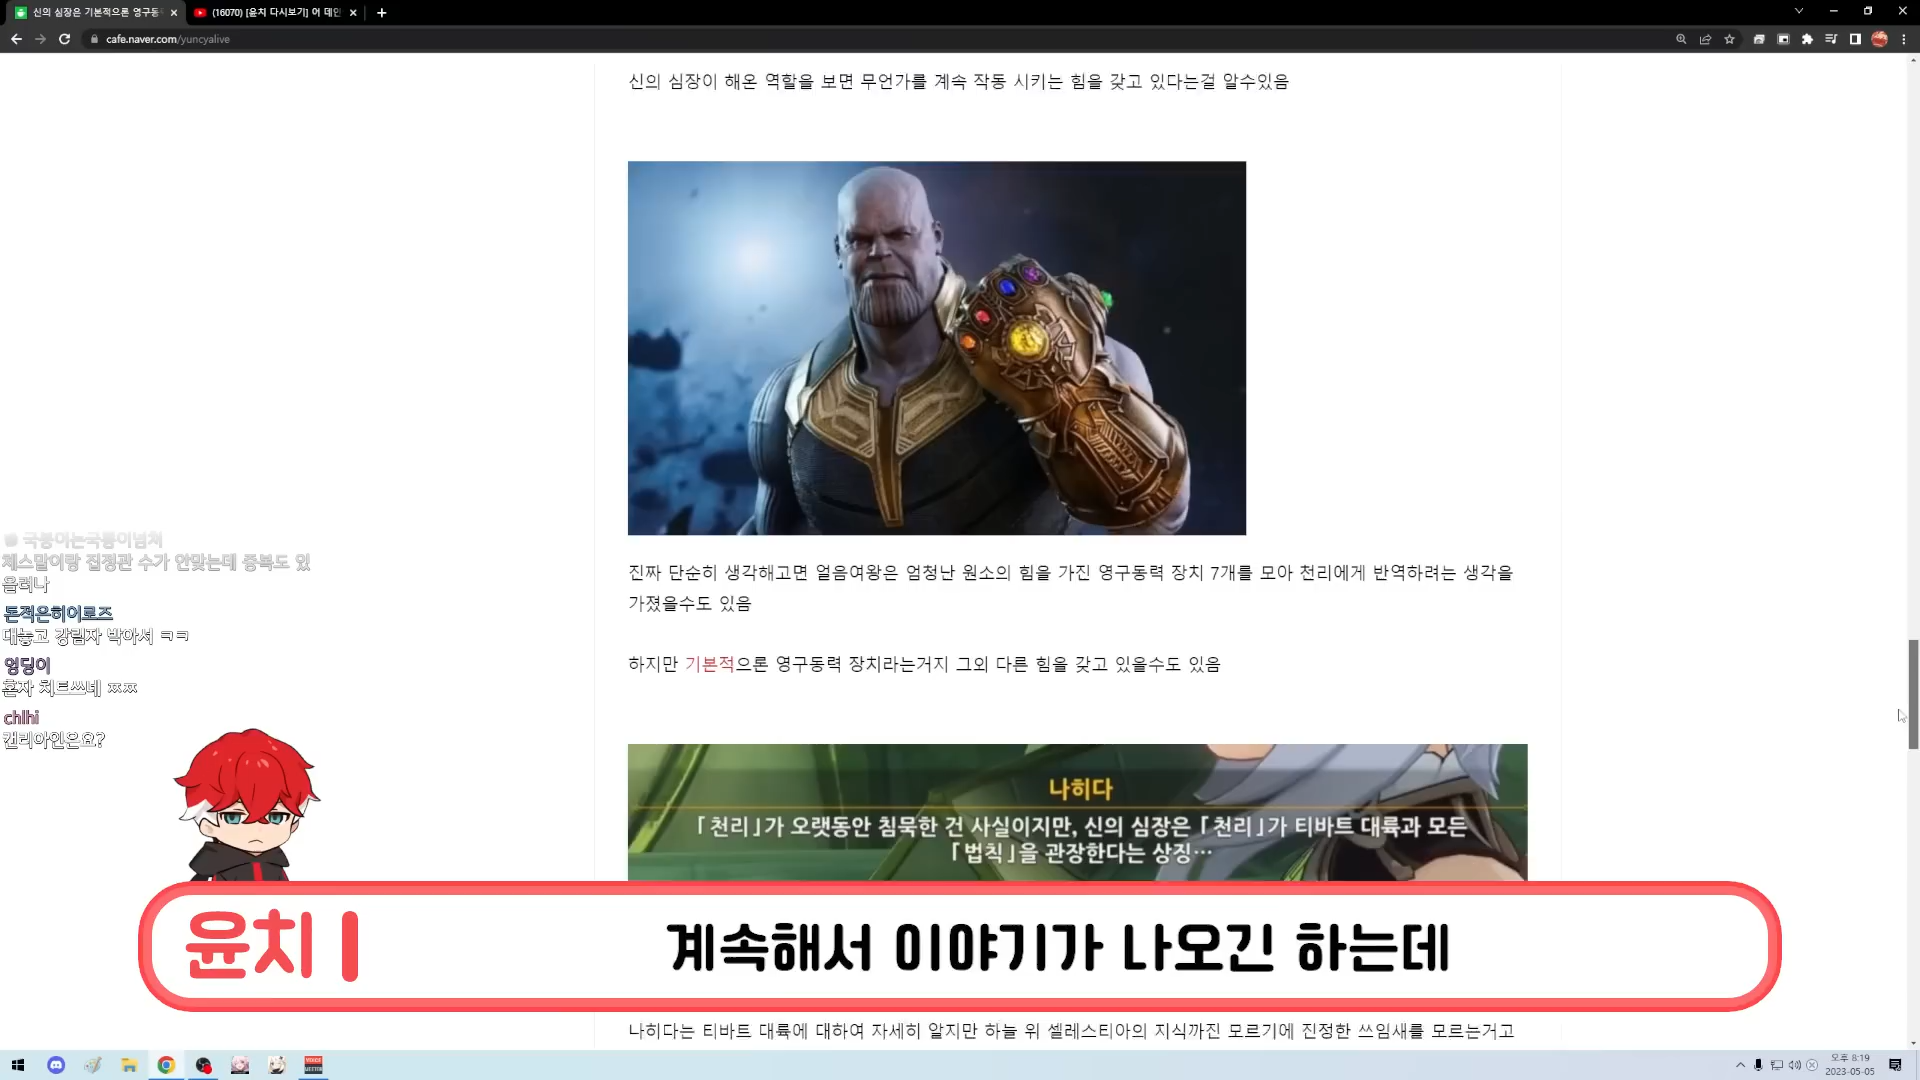 신의 심장은 기본적으론 영구동
(16070) [윤치 다시보기] 어 데인
cafe.naver.com/yuncyalive
신의 심장이 해온 역할을 보면 무언가를 계속 작동 시키는 힘을 갖고 있다는걸 알수있음
진짜 단순히 생각해고면 얼음여왕은 엄청난 원소의 힘을 가진 영구동력 장치 7개를 모아 천리에게 반역하려는 생각을
가졌을수도 있음
하지만 기본적으론 영구동력 장치라는거지 그외 다른 힘을 갖고 있을수도 있음
국붕이는국룡이넘쳐
체스말이랑 집정관 수가 안맞는데 중복도 있
을려나
돈적은히어로즈
대놓고 강림자 박아서 ㅋㅋ
엉덩이
혼자 치트쓰네 ㅉㅉ
chlhi
캔리아인은요?
나히다
「천리」가 오랫동안 침묵한 건 사실이지만, 신의 심장은 「천리」가 티바트 대륙과 모든
「법칙」을 관장한다는 상징…
윤치 계속해서 이야기가 나오긴 하는데
나히다는 티바트 대륙에 대하여 자세히 알지만 하늘 위 셀레스티아의 지식까진 모르기에 진정한 쓰임새를 모르는거고
오후 8:19
2023-05-05